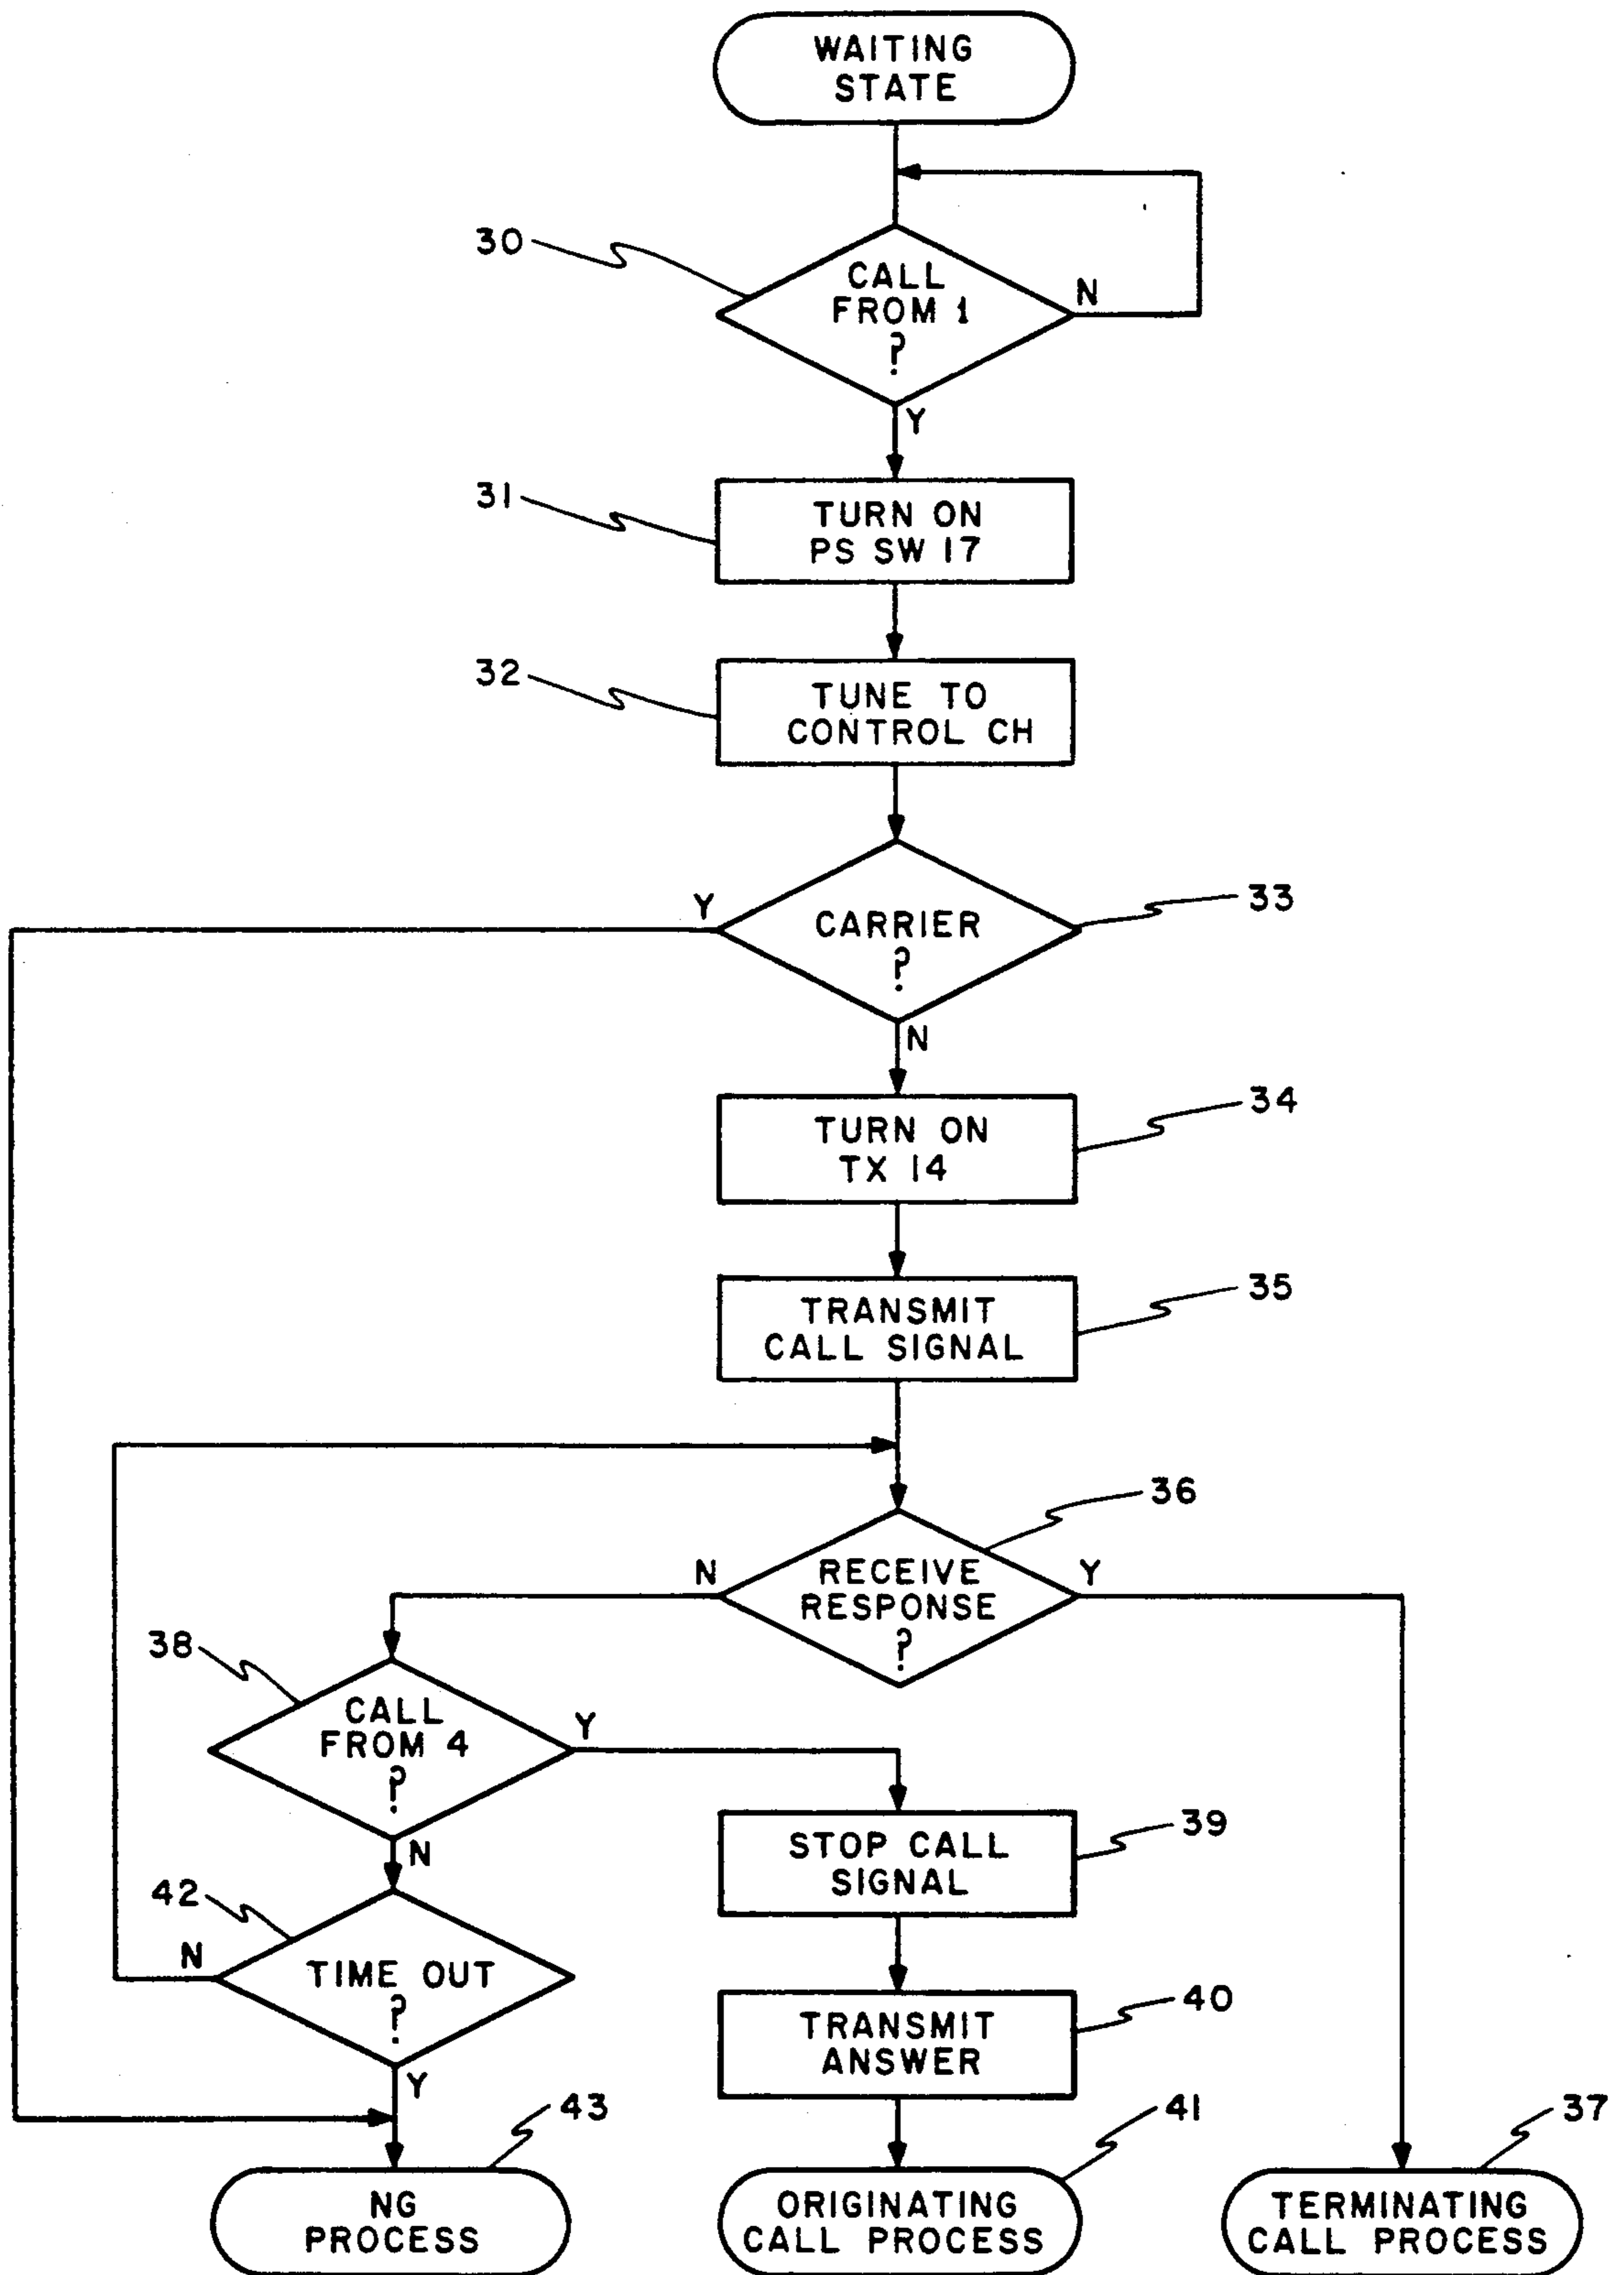 WAITING
STATE
30
CALL
FROM 1
?
N
Y
31
TURN ON
PS SW 17
32
TUNE TO
CONTROL CH
Y
CARRIER
?
33
N
34
TURN ON
TX 14
35
TRANSMIT
CALL SIGNAL
36
N
RECEIVE
RESPONSE
?
Y
38
CALL
FROM 4
?
Y
N
39
STOP CALL
SIGNAL
42
N
TIME OUT
?
Y
40
TRANSMIT
ANSWER
43
NG
PROCESS
41
ORIGINATING
CALL PROCESS
37
TERMINATING
CALL PROCESS